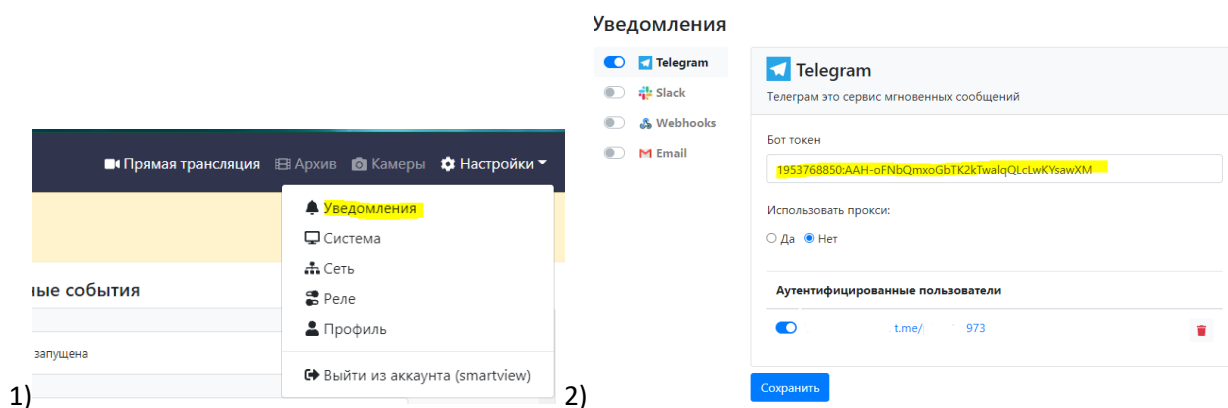 Прямая трансляция Архив Камеры Настройки
Уведомления
Система
Сеть
Реле
Профиль
Выйти из аккаунта (smartview)
ные события
запущена
1)
Уведомления
Telegram
Slack
Webhooks
Email
Telegram
Телеграм это сервис мгновенных сообщений
Бот токен
1953768850:AAH-oFNbQmxoGbTK2kTwalqQLcLwKYsawXM
Использовать прокси:
Да Нет
Аутентифицированные пользователи
t.me/ 973
Сохранить
2)